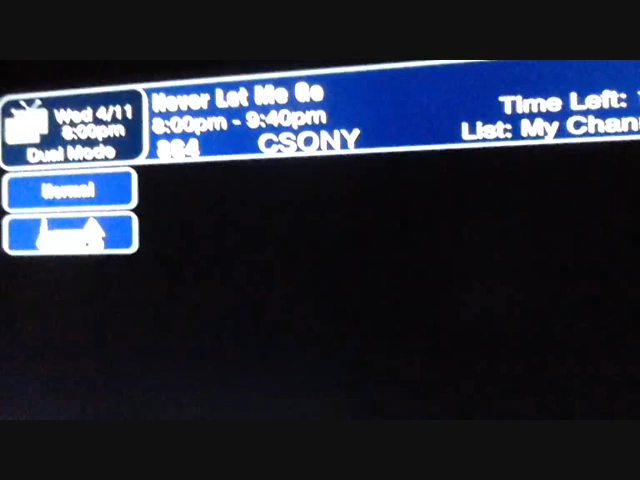 Wed 4/11
8:00pm
Dual Mode
Never Let Me Go
8:00pm - 9:40pm
CSONY
Time Left:
List: My Chan
Normal